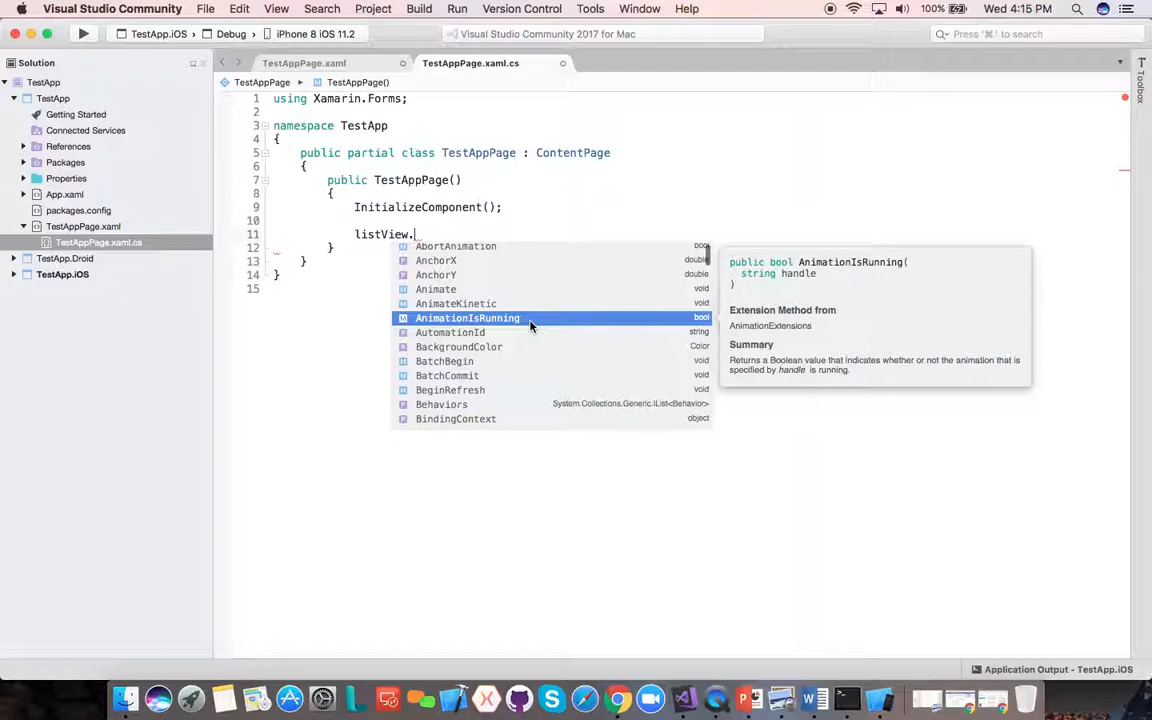 Visual Studio Community File Edit View Search Project Build Run Version Control Tools Window Help 100% Wed 4:15 PM
TestApp.iOS Debug iPhone 8 iOS 11.2 Visual Studio Community 2017 for Mac Press '⌘.' to search
Solution
TestApp
TestApp
Getting Started
Connected Services
References
Packages
Properties
App.xaml
packages.config
TestAppPage.xaml
TestAppPage.xaml.cs
TestApp.Droid
TestApp.iOS
TestAppPage.xaml TestAppPage.xaml.cs
TestAppPage TestAppPage()
1 using Xamarin.Forms;
2
3 namespace TestApp
4 {
5 public partial class TestAppPage : ContentPage
6 {
7 public TestAppPage()
8 {
9 InitializeComponent();
10
11 listView.
12 }
13 }
14 }
15
AbortAnimation bool
AnchorX double
AnchorY double
Animate void
AnimateKinetic void
AnimationIsRunning bool
AutomationId string
BackgroundColor Color
BatchBegin void
BatchCommit void
BeginRefresh void
Behaviors System.Collections.Generic.IList<Behavior>
BindingContext object
public bool AnimationIsRunning(
string handle
)
Extension Method from
AnimationExtensions
Summary
Returns a Boolean value that indicates whether or not the animation that is
specified by handle is running.
Toolbox
Application Output - TestApp.iOS